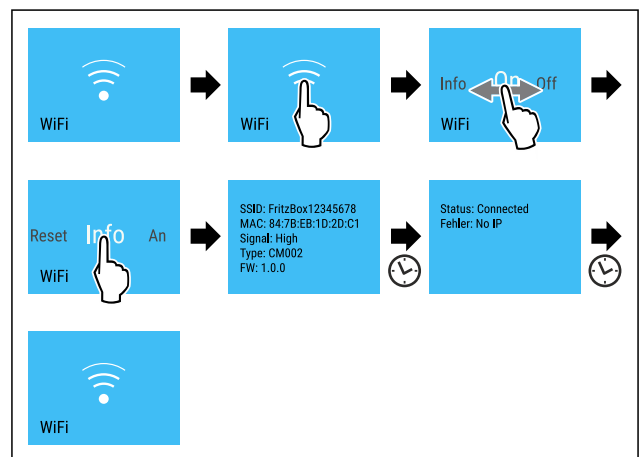 WiFi
WiFi
Info On Off
WiFi
Reset Info An
WiFi
SSID: FritzBox12345678
MAC: 84:7B:EB:1D:2D:C1
Signal: High
Type: CM002
FW: 1.0.0
Status: Connected
Fehler: No IP
WiFi